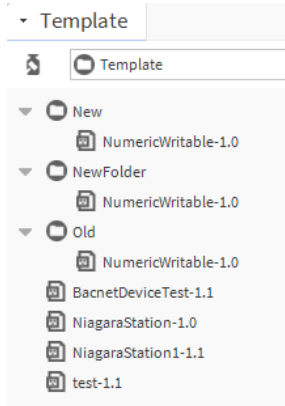 Template
Template
New
NumericWritable-1.0
NewFolder
NumericWritable-1.0
Old
NumericWritable-1.0
BacnetDeviceTest-1.1
NiagaraStation-1.0
NiagaraStation1-1.1
test-1.1